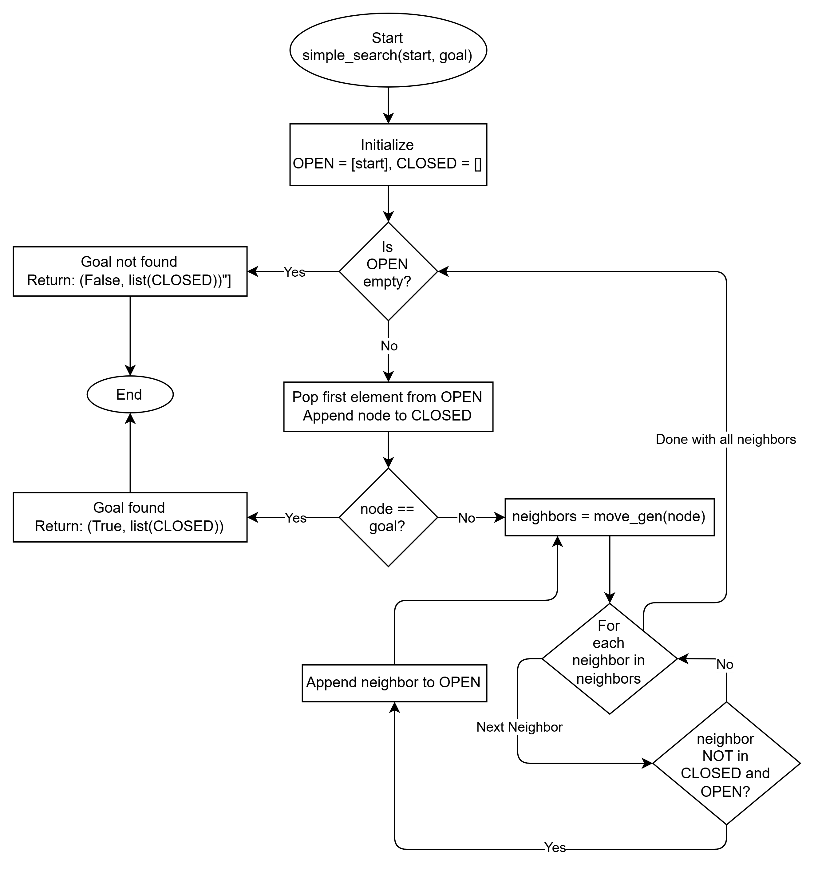 Start
simple_search(start, goal)
Initialize
OPEN = [start], CLOSED = []
Is
OPEN
empty?
Yes
Goal not found
Return: (False, list(CLOSED))"]
No
End
Pop first element from OPEN
Append node to CLOSED
Done with all neighbors
node ==
goal?
Yes
Goal found
Return: (True, list(CLOSED))
No
neighbors = move_gen(node)
For
each
neighbor in
neighbors
No
Append neighbor to OPEN
Next Neighbor
neighbor
NOT in
CLOSED and
OPEN?
Yes